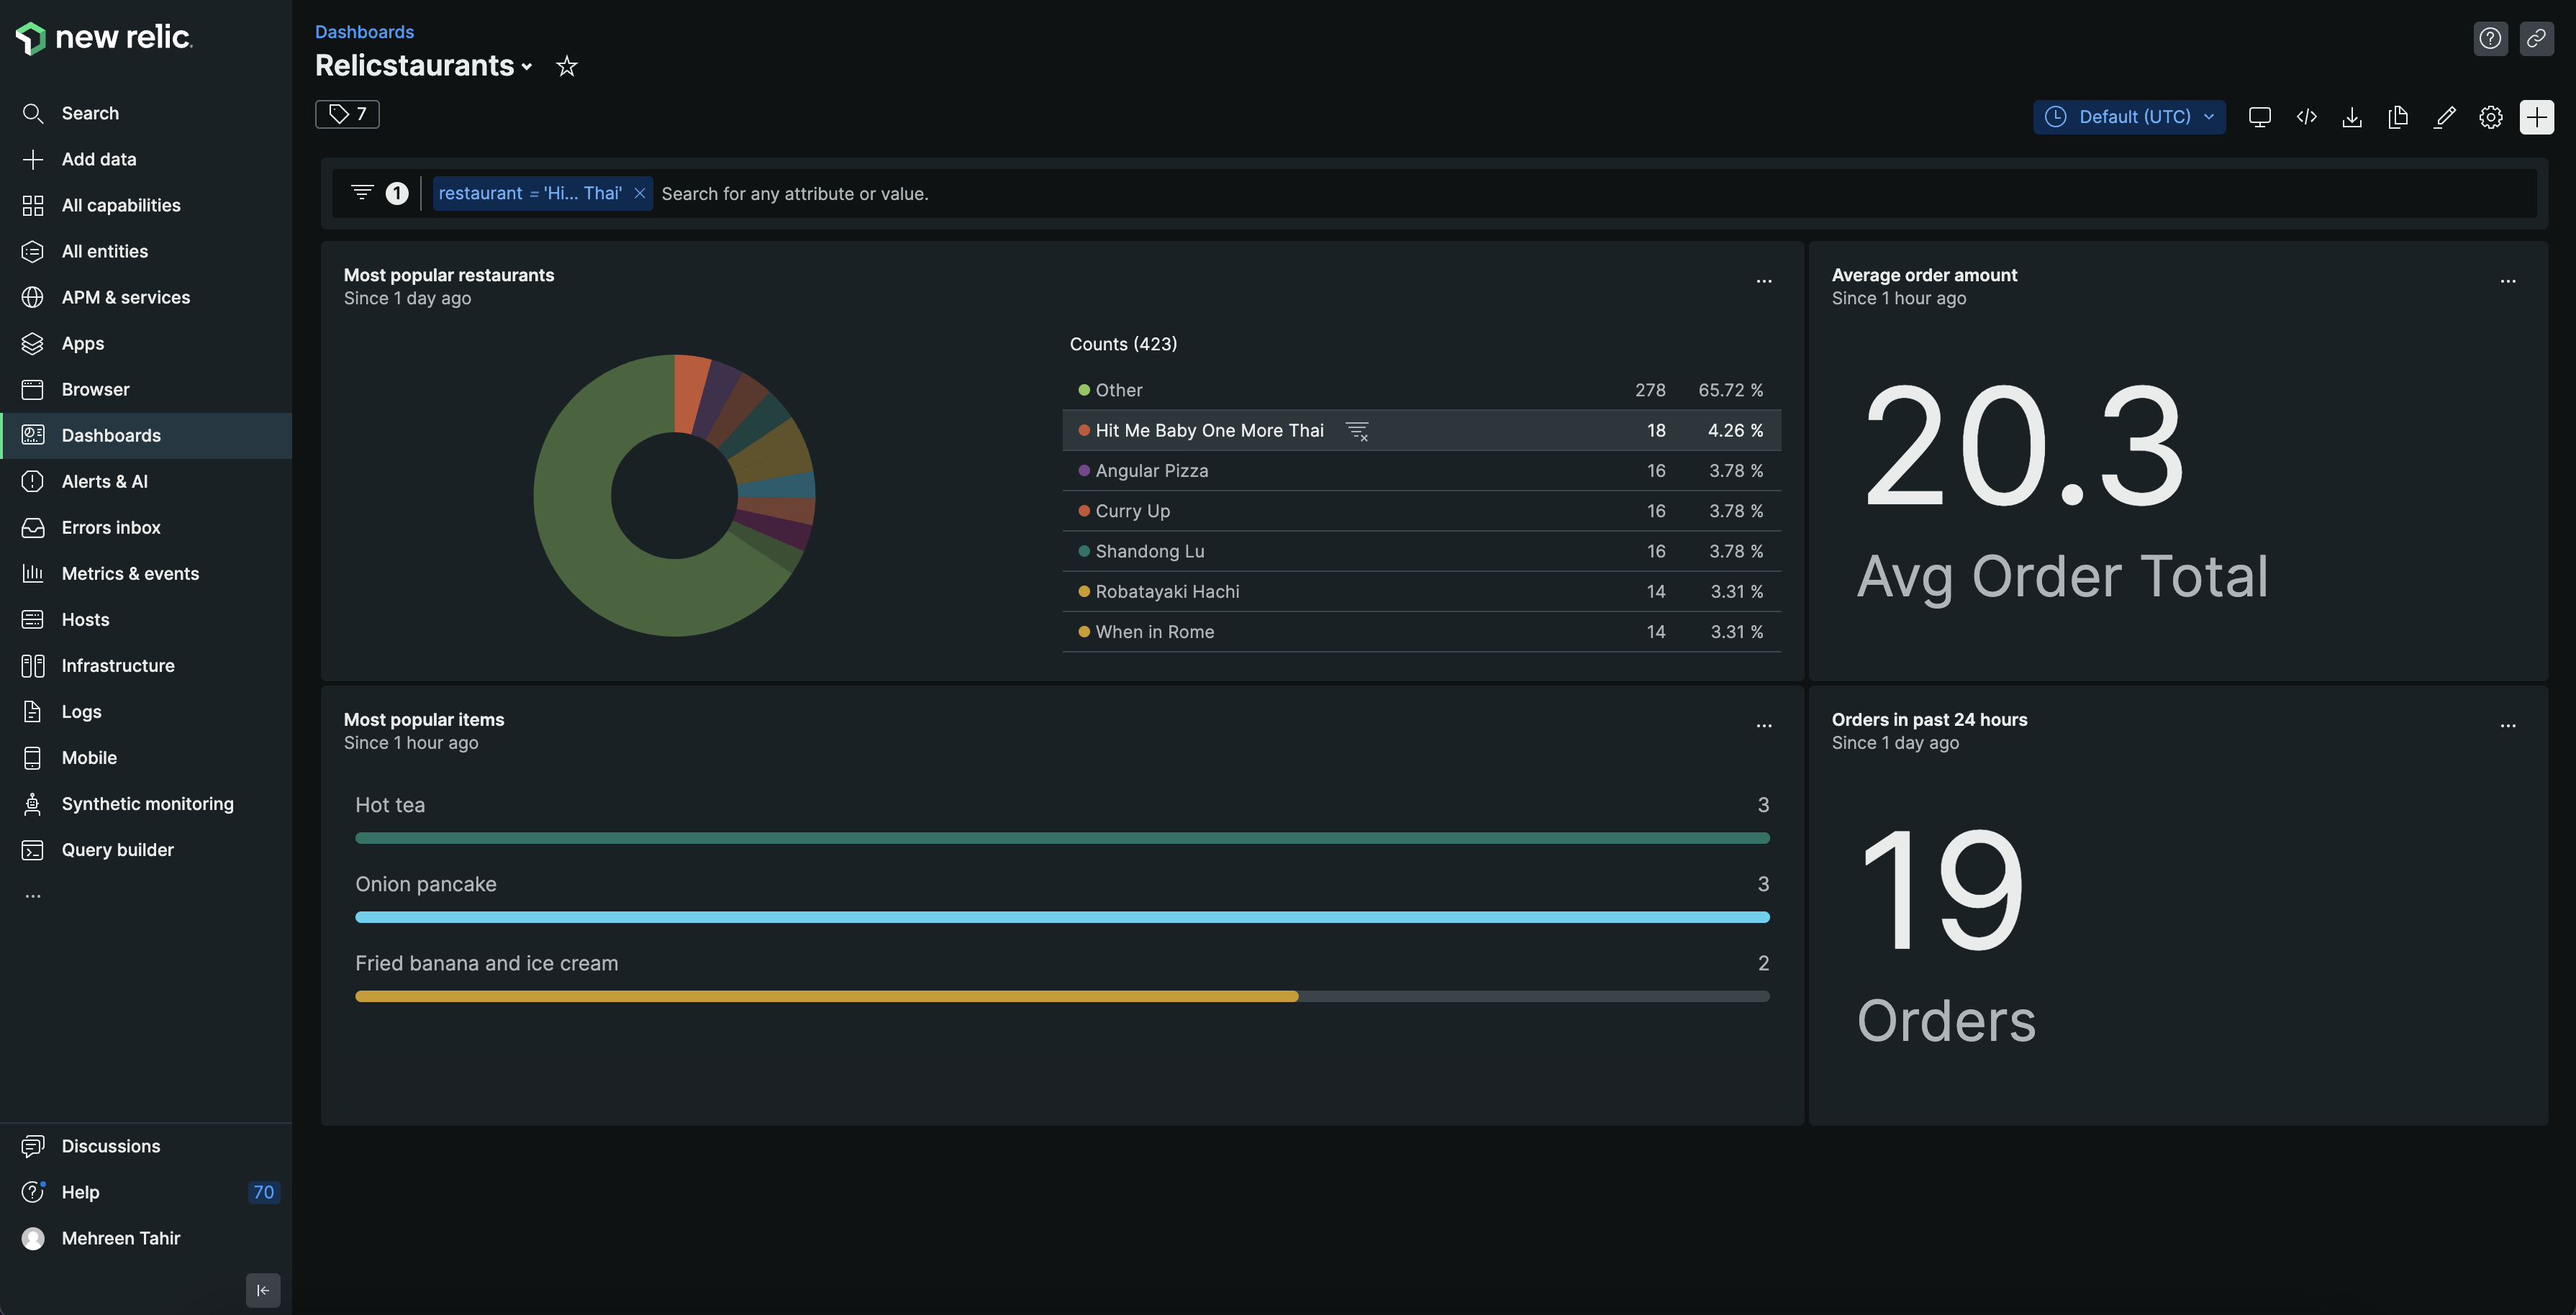 new relic.
Search
Add data
All capabilities
All entities
APM & services
Apps
Browser
Dashboards
Alerts & AI
Errors inbox
Metrics & events
Hosts
Infrastructure
Logs
Mobile
Synthetic monitoring
Query builder
...
Discussions
Help 70
Mehreen Tahir
Dashboards
Relicstaurants
7
Default (UTC)
1 restaurant = 'Hi... Thai' Search for any attribute or value.
Most popular restaurants
Since 1 day ago
Counts (423)
Other 278 65.72 %
Hit Me Baby One More Thai 18 4.26 %
Angular Pizza 16 3.78 %
Curry Up 16 3.78 %
Shandong Lu 16 3.78 %
Robatayaki Hachi 14 3.31 %
When in Rome 14 3.31 %
Average order amount
Since 1 hour ago
20.3
Avg Order Total
Most popular items
Since 1 hour ago
Hot tea 3
Onion pancake 3
Fried banana and ice cream 2
Orders in past 24 hours
Since 1 day ago
19
Orders